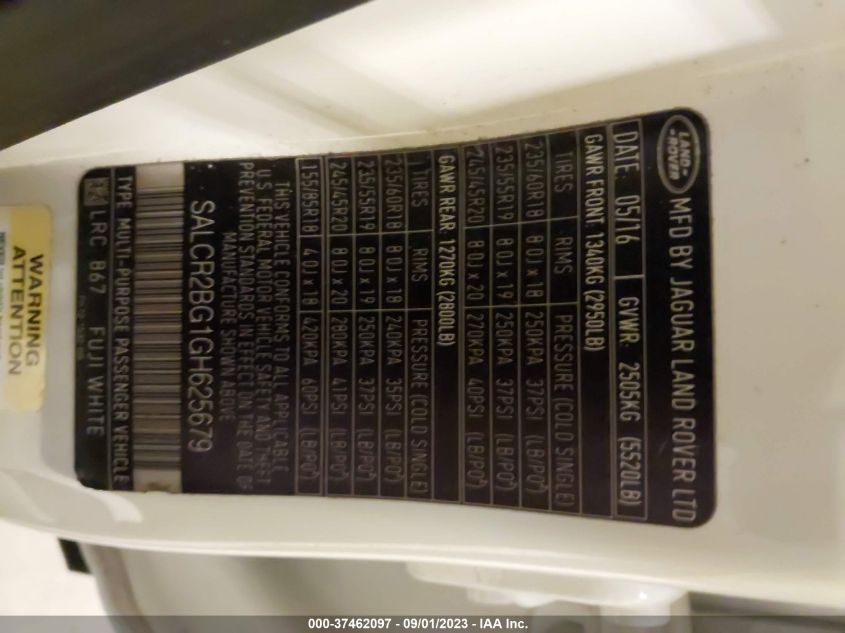 LAND
ROVER
MFD BY JAGUAR LAND ROVER LTD
DATE: 05/16 GVWR: 2505KG (5520LB)
GAWR FRONT: 1340KG (2950LB)
TIRES RIMS PRESSURE (COLD SINGLE)
235/60R18 8.0J x 18 250KPA 37PSI (LB/PO²)
235/55R19 8.0J x 19 250KPA 37PSI (LB/PO²)
245/45R20 8.0J x 20 270KPA 40PSI (LB/PO²)
GAWR REAR: 1270KG (2800LB)
TIRES RIMS PRESSURE (COLD SINGLE)
235/60R18 8.0J x 18 240KPA 35PSI (LB/PO²)
235/55R19 8.0J x 19 250KPA 37PSI (LB/PO²)
245/45R20 8.0J x 20 280KPA 41PSI (LB/PO²)
155/85R18 4.0J x 18 420KPA 60PSI (LB/PO²)
THIS VEHICLE CONFORMS TO ALL APPLICABLE
U.S. FEDERAL MOTOR VEHICLE SAFETY AND THEFT
PREVENTION STANDARDS IN EFFECT ON THE DATE OF
MANUFACTURE SHOWN ABOVE
SALCR2BG1GH625679
TYPE: MULTI-PURPOSE PASSENGER VEHICLE
LRC 867 FUJI WHITE
WARNING
ATTENTION
000-37462097 - 09/01/2023 - IAA Inc.